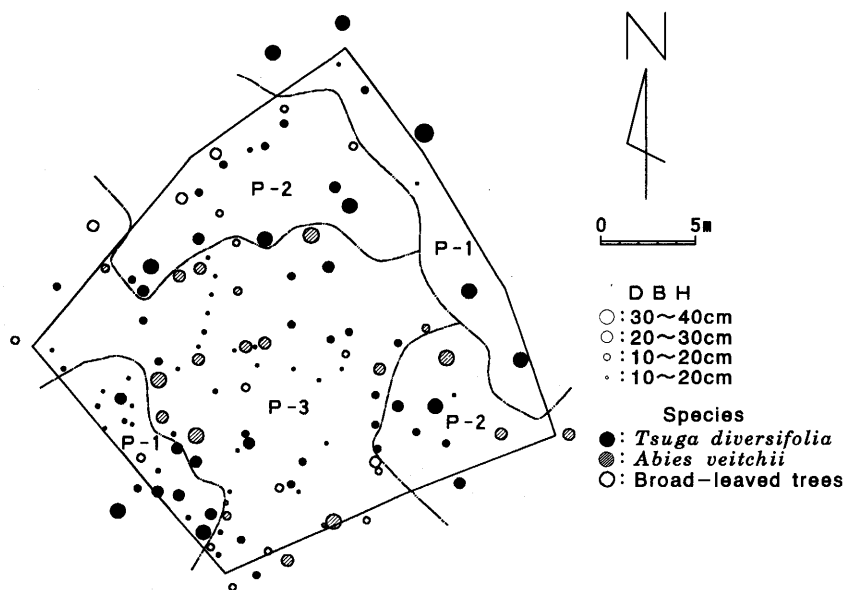 N
P-2
P-1
0 5m
D B H
○: 30～40cm
○: 20～30cm
○: 10～20cm
○: 10～20cm
P-3
P-2
P-1
Species
●: Tsuga diversifolia
: Abies veitchii
○: Broad-leaved trees